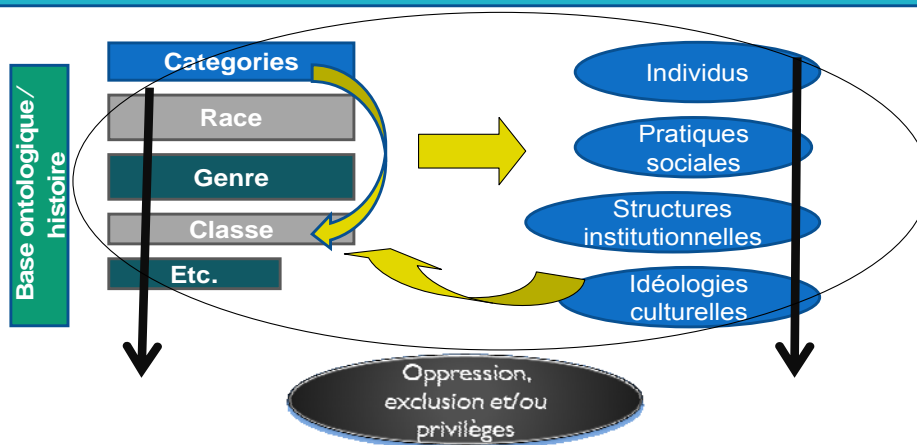 Base ontologique/
histoire
Categories
Race
Genre
Classe
Etc.
Individus
Pratiques
sociales
Structures
institutionnelles
Idéologies
culturelles
Oppression,
exclusion et/ou
privilèges